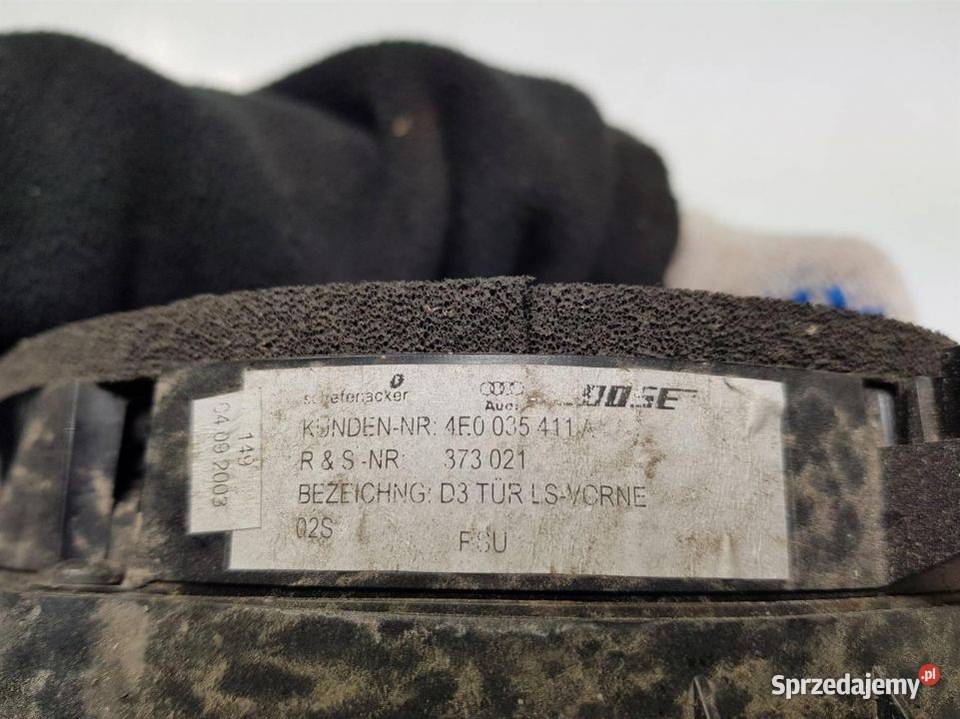 schefenacker
Audi
BOSE
KUNDEN-NR: 4E0 035 411 A
R & S -NR: 373 021
BEZEICHNG: D3 TÜR LS-VORNE
02S
149
04 09 2003
Sprzedajemy.pl